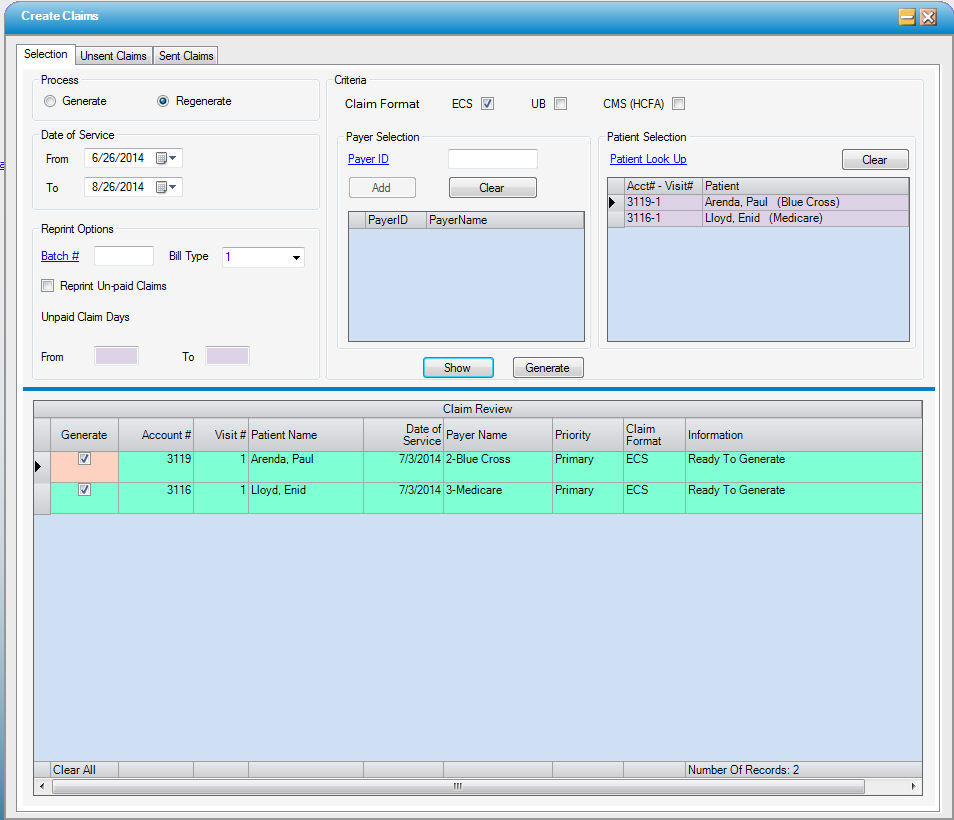 Create Claims
Selection Unsent Claims Sent Claims
Process
Generate Regenerate
Date of Service
From 6/26/2014
To 8/26/2014
Reprint Options
Batch # Bill Type 1
Reprint Un-paid Claims
Unpaid Claim Days
From To
Criteria
Claim Format ECS UB CMS (HCFA)
Payer Selection
Payer ID
Add Clear
PayerID PayerName
Patient Selection
Patient Look Up Clear
Acct# - Visit# Patient
3119-1 Arenda, Paul (Blue Cross)
3116-1 Lloyd, Enid (Medicare)
Show Generate
Claim Review
Generate Account # Visit # Patient Name Date of Service Payer Name Priority Claim Format Information
3119 1 Arenda, Paul 7/3/2014 2-Blue Cross Primary ECS Ready To Generate
3116 1 Lloyd, Enid 7/3/2014 3-Medicare Primary ECS Ready To Generate
Clear All Number Of Records: 2